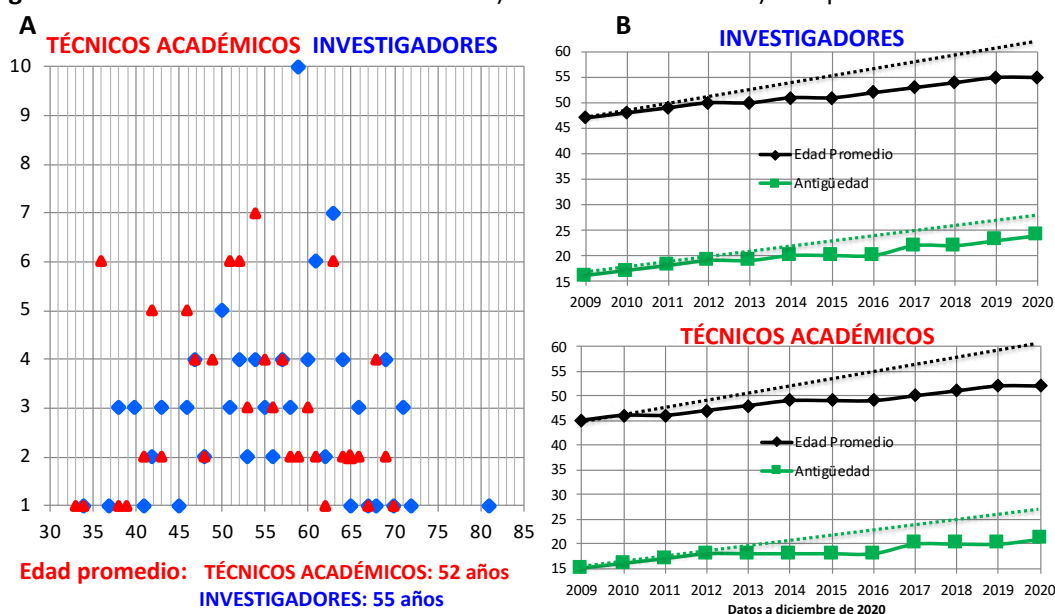 A
B
TÉCNICOS ACADÉMICOS INVESTIGADORES
10
9
8
7
6
5
4
3
2
1
30 35 40 45 50 55 60 65 70 75 80 85
Edad promedio: TÉCNICOS ACADÉMICOS: 52 años
INVESTIGADORES: 55 años
INVESTIGADORES
60
55
50
45
40
35
30
25
20
15
Edad Promedio
Antigüedad
2009 2010 2011 2012 2013 2014 2015 2016 2017 2018 2019 2020
TÉCNICOS ACADÉMICOS
60
55
50
45
40
35
30
25
20
15
Edad Promedio
Antigüedad
2009 2010 2011 2012 2013 2014 2015 2016 2017 2018 2019 2020
Datos a diciembre de 2020